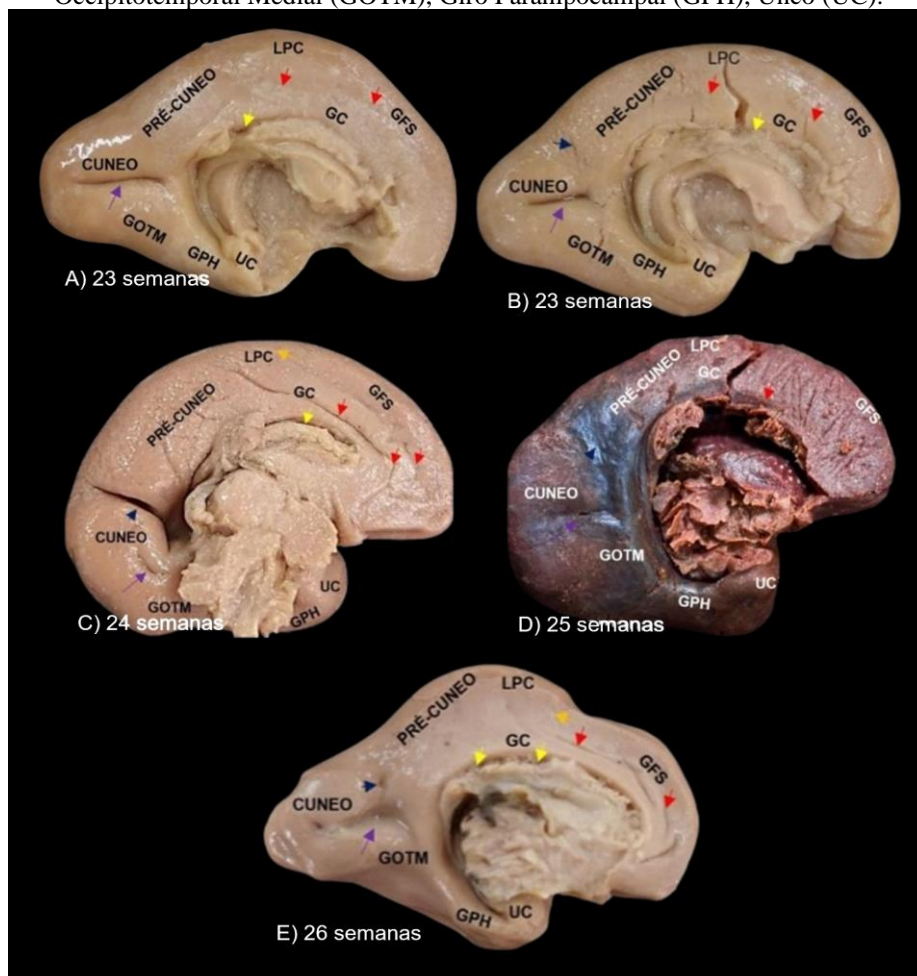 Occipitotemporal Medial (GOTM), Giro Parahipocampal (GPH), Unco (UC).
LPC
PRÉ-CUNEO
GC
GFS
CUNEO
GOTM
GPH
UC
A) 23 semanas
LPC
PRÉ-CUNEO
GC
GFS
CUNEO
GOTM
GPH
UC
B) 23 semanas
LPC
GC
GFS
PRÉ-CUNEO
CUNEO
GOTM
UC
GPH
C) 24 semanas
LPC
PRÉ-CUNEO
GC
GFS
CUNEO
GOTM
UC
GPH
D) 25 semanas
LPC
PRÉ-CUNEO
GC
GFS
CUNEO
GOTM
GPH
UC
E) 26 semanas